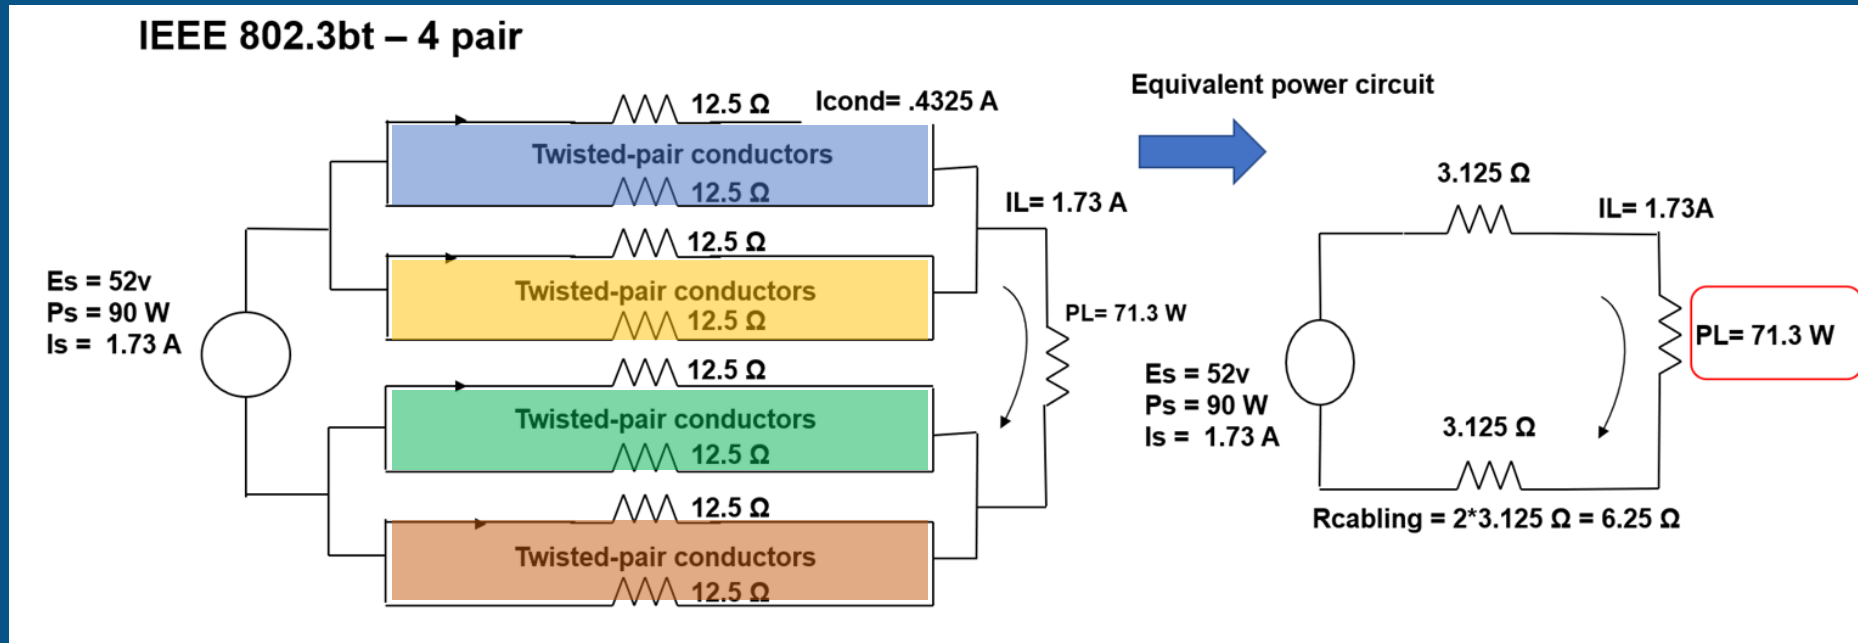 IEEE 802.3bt – 4 pair
12.5 Ω
Icond= .4325 A
Twisted-pair conductors
12.5 Ω
12.5 Ω
Twisted-pair conductors
12.5 Ω
12.5 Ω
Twisted-pair conductors
12.5 Ω
12.5 Ω
Twisted-pair conductors
12.5 Ω
Es = 52v
Ps = 90 W
Is = 1.73 A
IL= 1.73 A
PL= 71.3 W
Equivalent power circuit
3.125 Ω
IL= 1.73A
PL= 71.3 W
Es = 52v
Ps = 90 W
Is = 1.73 A
3.125 Ω
Rcabling = 2*3.125 Ω = 6.25 Ω